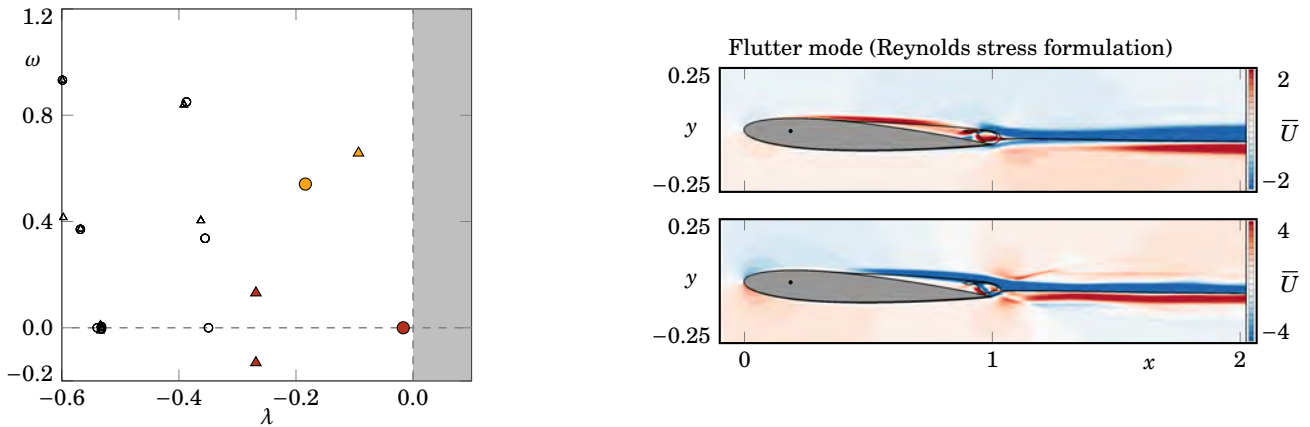 1.2
ω
0.8
0.4
0.0
−0.2
−0.6
−0.4
−0.2
0.0
λ
Flutter mode (Reynolds stress formulation)
0.25
y
−0.25
2
U
−2
0.25
y
−0.25
4
U
−4
0
1
x
2